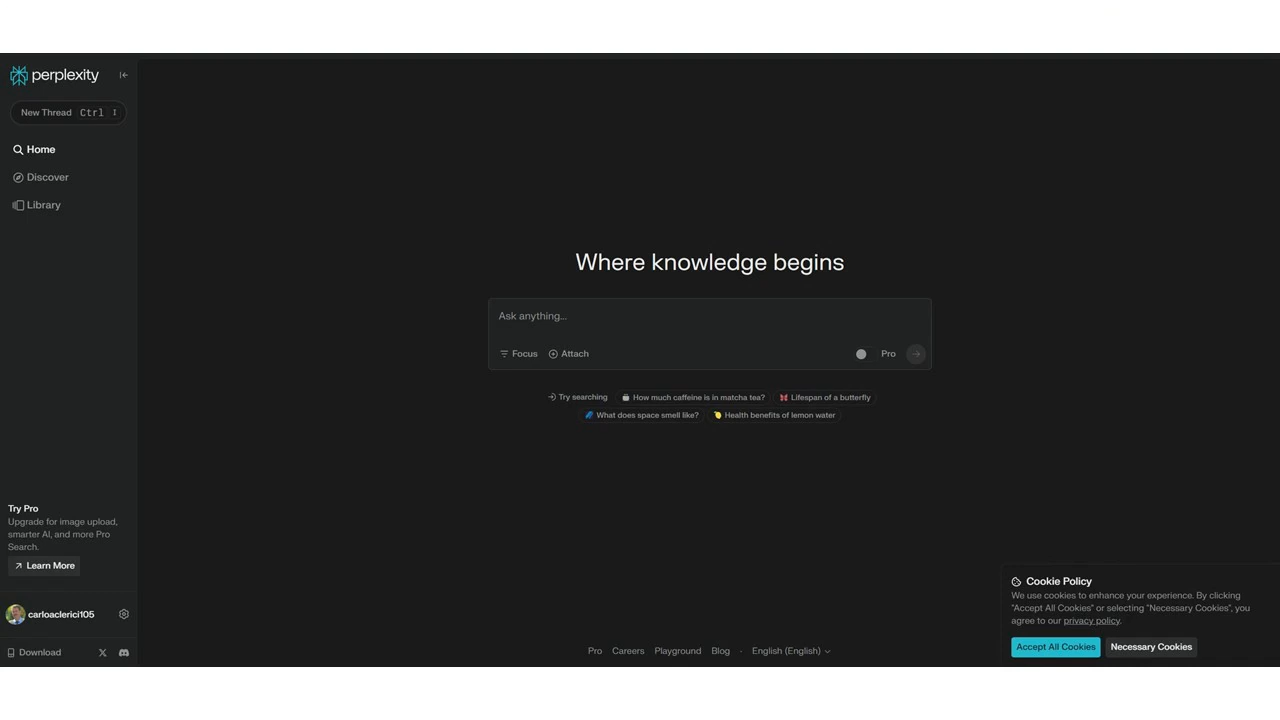 perplexity
New Thread Ctrl I
Home
Discover
Library
Where knowledge begins
Ask anything...
Focus Attach Pro
Try searching How much caffeine is in matcha tea? Lifespan of a butterfly
What does space smell like? Health benefits of lemon water
Try Pro
Upgrade for image upload,
smarter AI, and more Pro
Search.
Learn More
carloaclerici105
Download
Pro Careers Playground Blog · English (English)
Cookie Policy
We use cookies to enhance your experience. By clicking
"Accept All Cookies" or selecting "Necessary Cookies", you
agree to our privacy policy.
Accept All Cookies Necessary Cookies